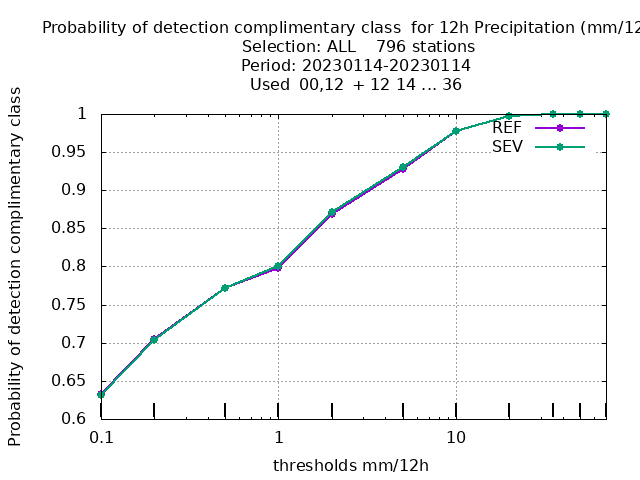 Probability of detection complimentary class for 12h Precipitation (mm/12
Selection: ALL 796 stations
Period: 20230114-20230114
Used 00,12 + 12 14 ... 36
Probability of detection complimentary class
1
0.95
0.9
0.85
0.8
0.75
0.7
0.65
0.6
REF
SEV
0.1
1
10
thresholds mm/12h